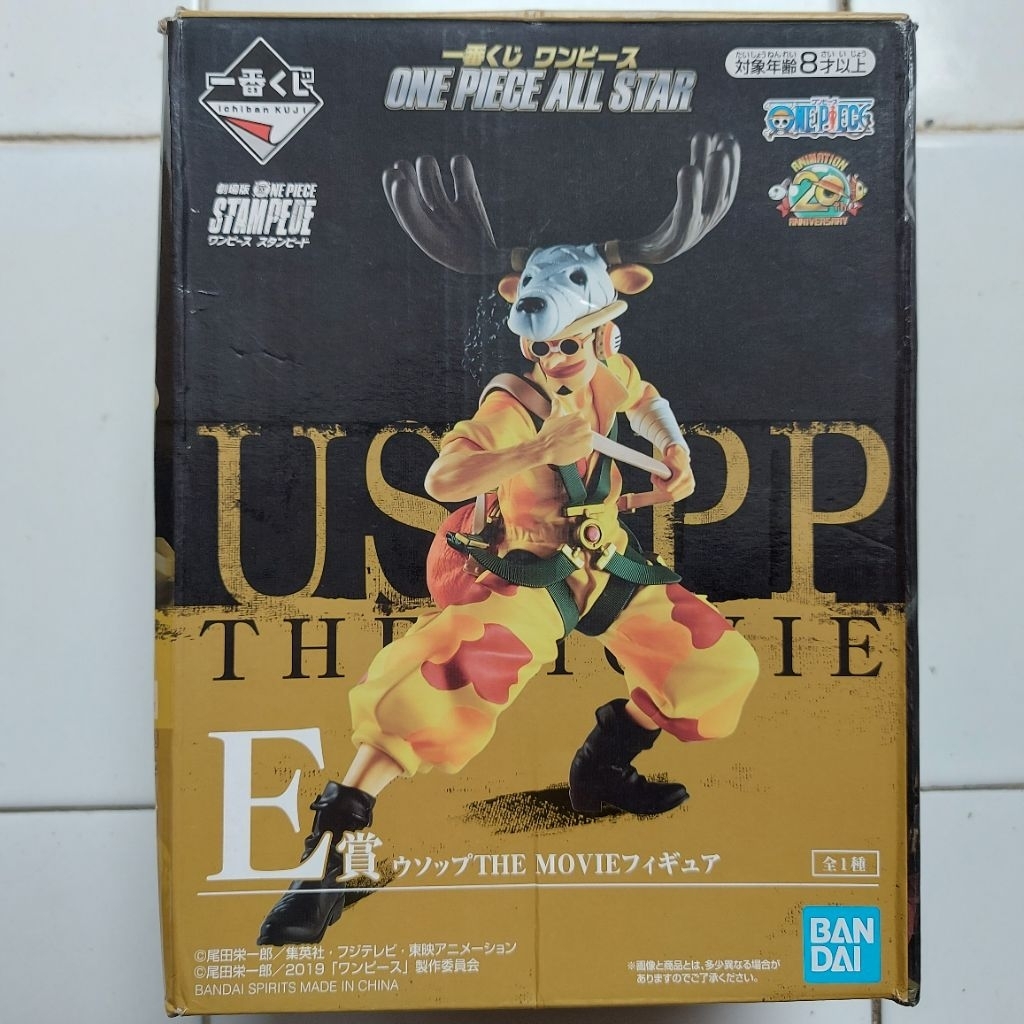 一番くじ
Ichiban KUJI
一番くじ ワンピース
ONE PIECE ALL STAR
たいしょうねんれい さい いじょう
対象年齢8才以上
ワンピース
ONE PIECE
ANIMATION
20th
ANNIVERSARY
劇場版 ONE PIECE
STAMPEDE
ワンピース スタンピード
US PP
THE MOVIE
E賞 ウソップTHE MOVIEフィギュア
全1種
©尾田栄一郎/集英社・フジテレビ・東映アニメーション
©尾田栄一郎/2019「ワンピース」製作委員会
BANDAI SPIRITS MADE IN CHINA
※画像と商品とは、多少異なる場合が
ありますのでご了承ください。
BAN
DAI